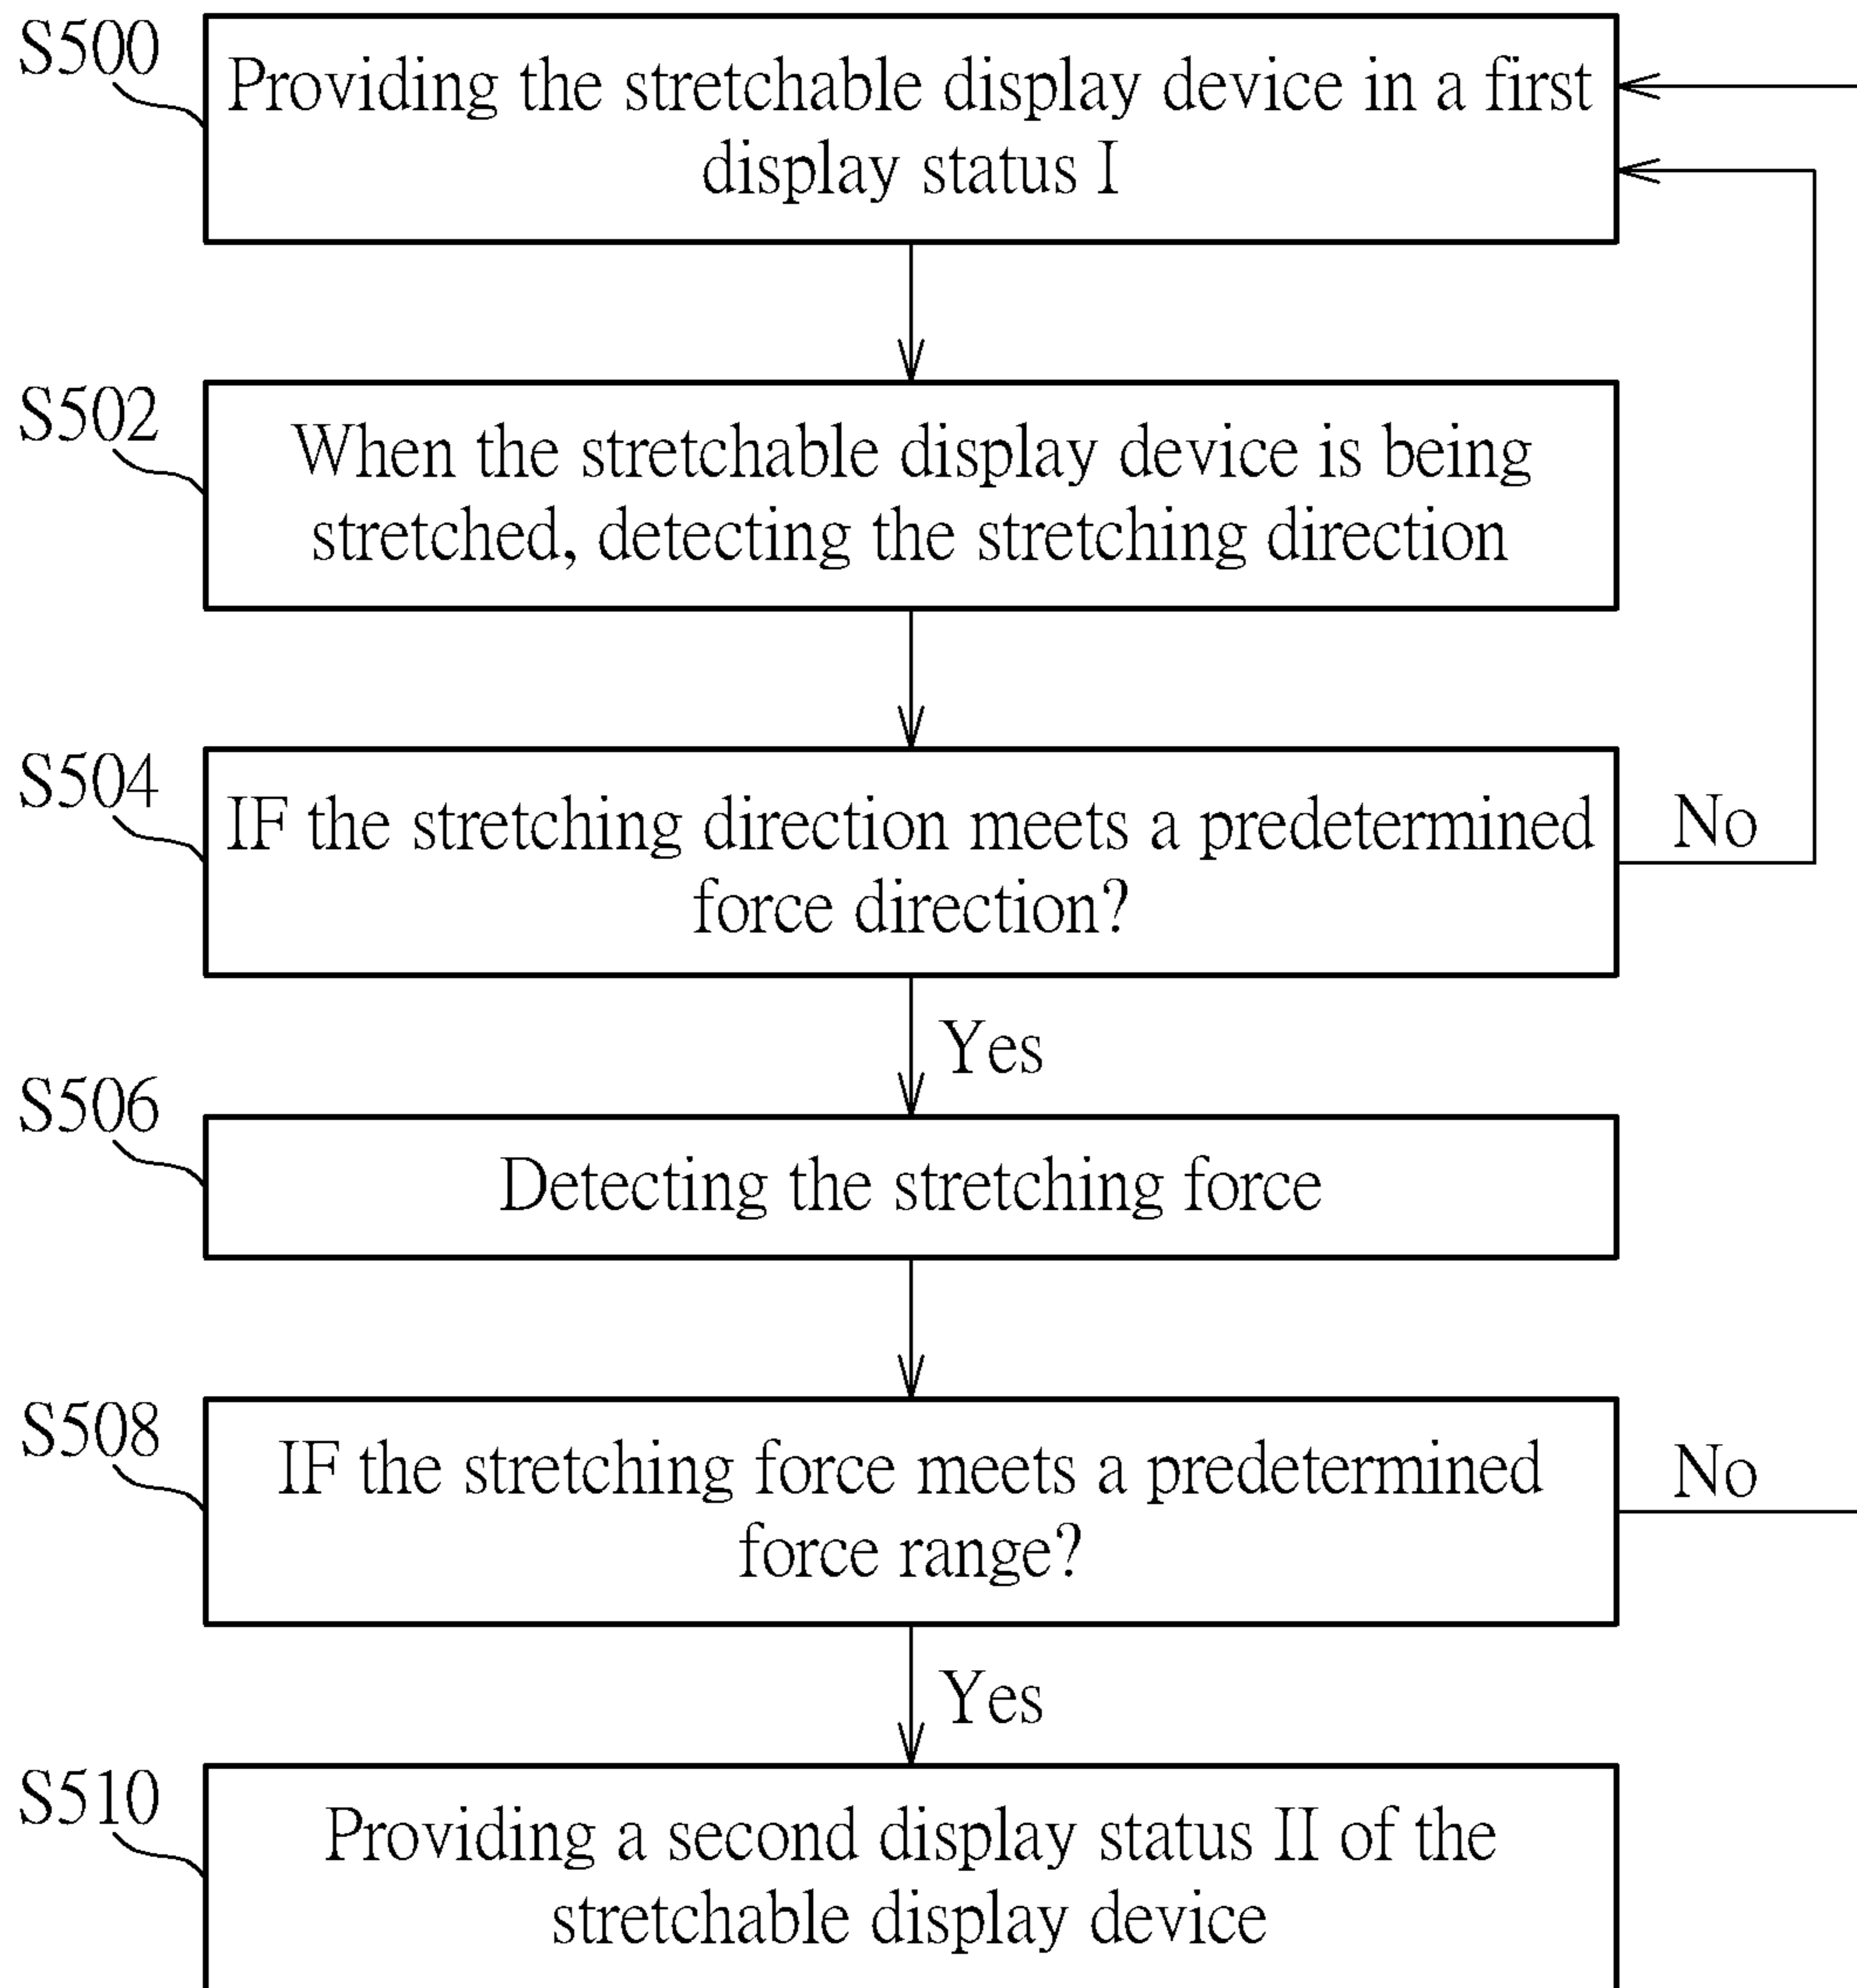 S500
Providing the stretchable display device in a first
display status I
S502
When the stretchable display device is being
stretched, detecting the stretching direction
S504
IF the stretching direction meets a predetermined
force direction?
No
Yes
S506
Detecting the stretching force
S508
IF the stretching force meets a predetermined
force range?
No
Yes
S510
Providing a second display status II of the
stretchable display device